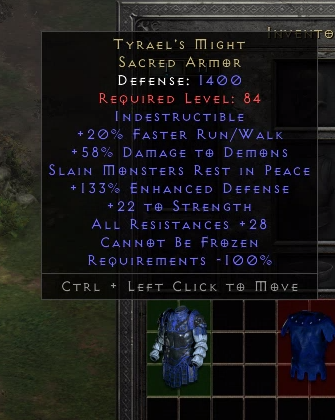 INVENTO
TYRAEL'S MIGHT
SACRED ARMOR
DEFENSE: 1400
REQUIRED LEVEL: 84
INDESTRUCTIBLE
+20% FASTER RUN/WALK
+58% DAMAGE TO DEMONS
SLAIN MONSTERS REST IN PEACE
+133% ENHANCED DEFENSE
+22 TO STRENGTH
ALL RESISTANCES +28
CANNOT BE FROZEN
REQUIREMENTS -100%
CTRL + LEFT CLICK TO MOVE